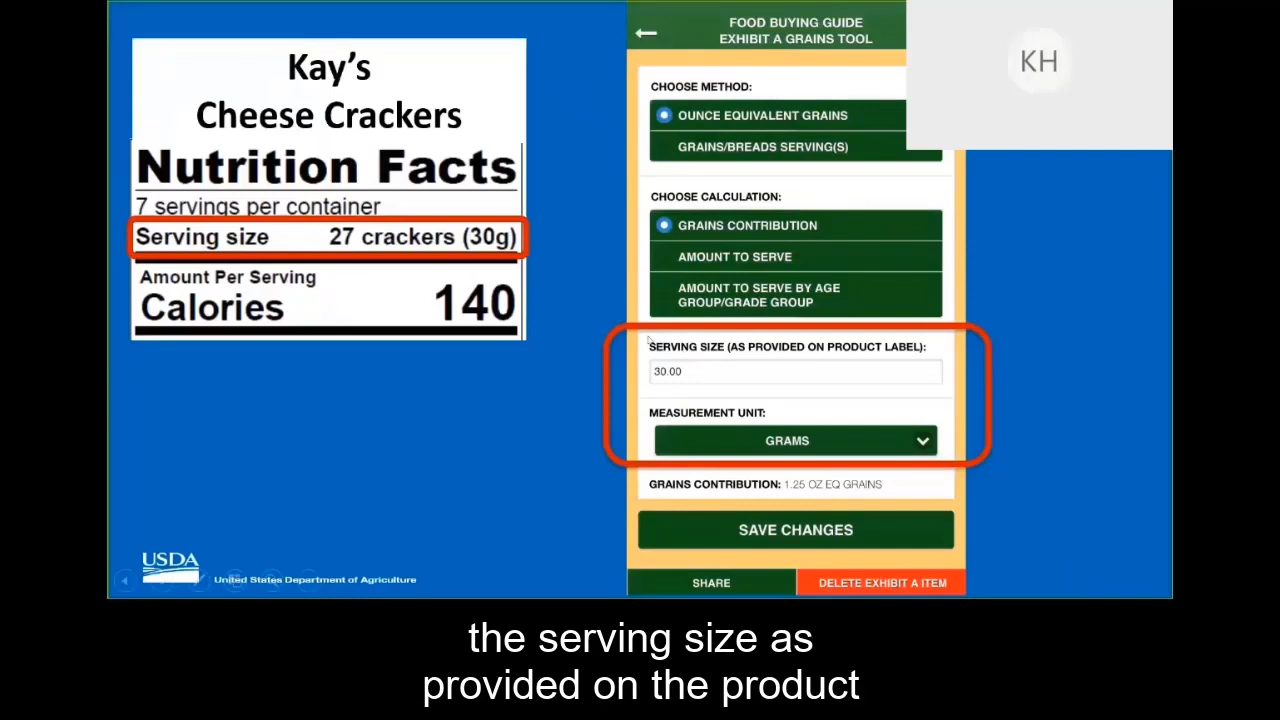 Kay's
Cheese Crackers
Nutrition Facts
7 servings per container
Serving size 27 crackers (30g)
Amount Per Serving
Calories 140
USDA
United States Department of Agriculture
FOOD BUYING GUIDE
EXHIBIT A GRAINS TOOL
CHOOSE METHOD:
OUNCE EQUIVALENT GRAINS
GRAINS/BREADS SERVING(S)
CHOOSE CALCULATION:
GRAINS CONTRIBUTION
AMOUNT TO SERVE
AMOUNT TO SERVE BY AGE
GROUP/GRADE GROUP
SERVING SIZE (AS PROVIDED ON PRODUCT LABEL):
30.00
MEASUREMENT UNIT:
GRAMS
GRAINS CONTRIBUTION: 1.25 OZ EQ GRAINS
SAVE CHANGES
SHARE
DELETE EXHIBIT A ITEM
KH
the serving size as
provided on the product